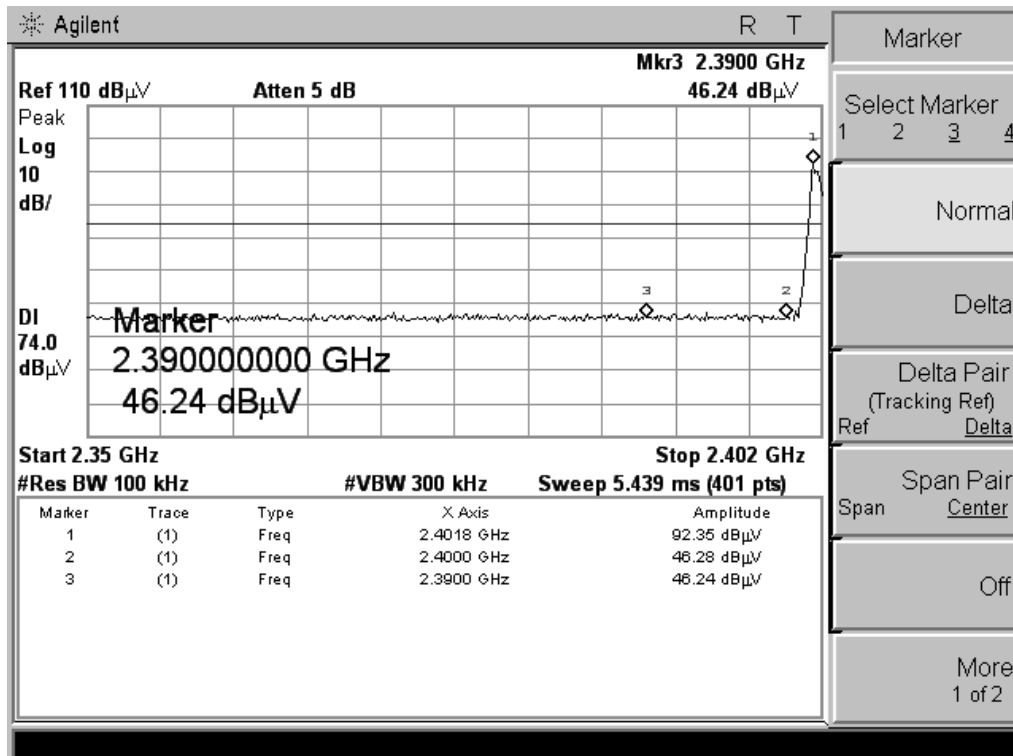 Agilent R T
Mkr3 2.3900 GHz
Ref 110 dBµV Atten 5 dB 46.24 dBµV
Peak
Log
10
dB/
1
3 2
DI
74.0
dBµV
Marker
2.390000000 GHz
46.24 dBµV
Start 2.35 GHz Stop 2.402 GHz
#Res BW 100 kHz #VBW 300 kHz Sweep 5.439 ms (401 pts)
Marker Trace Type X Axis Amplitude
1 (1) Freq 2.4018 GHz 92.35 dBµV
2 (1) Freq 2.4000 GHz 46.28 dBµV
3 (1) Freq 2.3900 GHz 46.24 dBµV
Marker
Select Marker
1 2 3 4
Normal
Delta
Delta Pair
(Tracking Ref)
Ref Delta
Span Pair
Span Center
Off
More
1 of 2